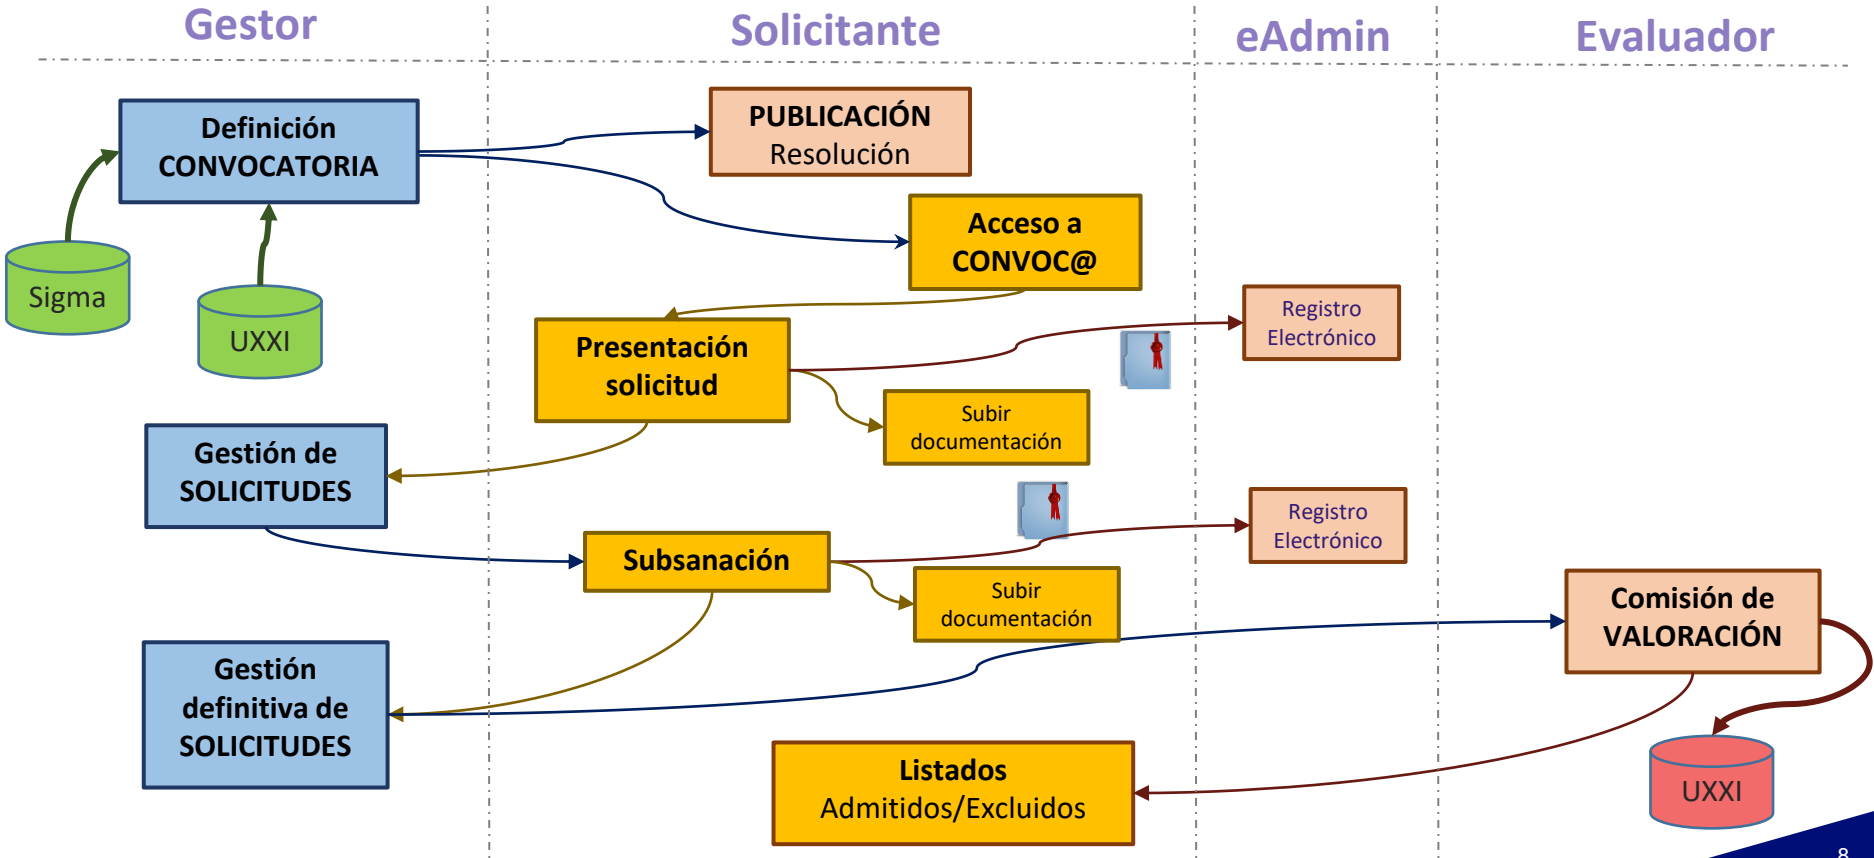 Gestor
Solicitante
eAdmin
Evaluador
Definición
CONVOCATORIA
PUBLICACIÓN
Resolución
Acceso a
CONVOC@
Sigma
UXXI
Presentación
solicitud
Registro
Electrónico
Subir
documentación
Gestión de
SOLICITUDES
Subsanación
Registro
Electrónico
Subir
documentación
Comisión de
VALORACIÓN
Gestión
definitiva de
SOLICITUDES
Listados
Admitidos/Excluidos
UXXI
8